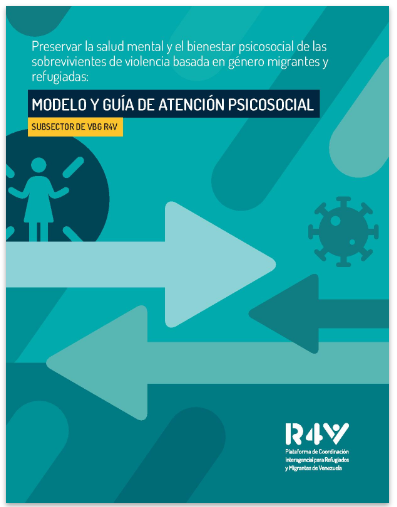 Preservar la salud mental y el bienestar psicosocial de las
sobrevivientes de violencia basada en género migrantes y
refugiadas:
MODELO Y GUÍA DE ATENCIÓN PSICOSOCIAL
SUBSECTOR DE VBG R4V
R4V
Plataforma de Coordinación
Interagencial para Refugiados
y Migrantes de Venezuela